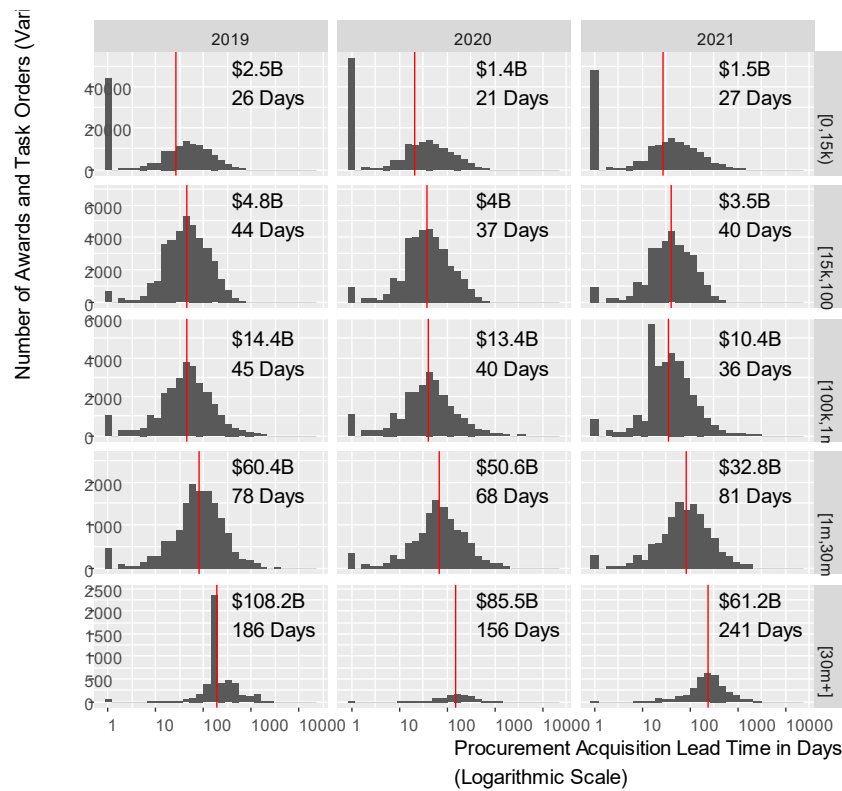 Number of Awards and Task Orders (Vari
2019
2020
2021
40000
20000
0
$2.5B
26 Days
$1.4B
21 Days
$1.5B
27 Days
[0,15k)
6000
4000
2000
0
$4.8B
44 Days
$4B
37 Days
$3.5B
40 Days
[15k,100
6000
4000
2000
0
$14.4B
45 Days
$13.4B
40 Days
$10.4B
36 Days
[100k,1n
2000
1000
0
$60.4B
78 Days
$50.6B
68 Days
$32.8B
81 Days
[1m,30m
2500
2000
1500
1000
500
0
$108.2B
186 Days
$85.5B
156 Days
$61.2B
241 Days
[30m+]
1 10 100 1000 10000 1 10 100 1000 10000 1 10 100 1000 10000
Procurement Acquisition Lead Time in Days
(Logarithmic Scale)